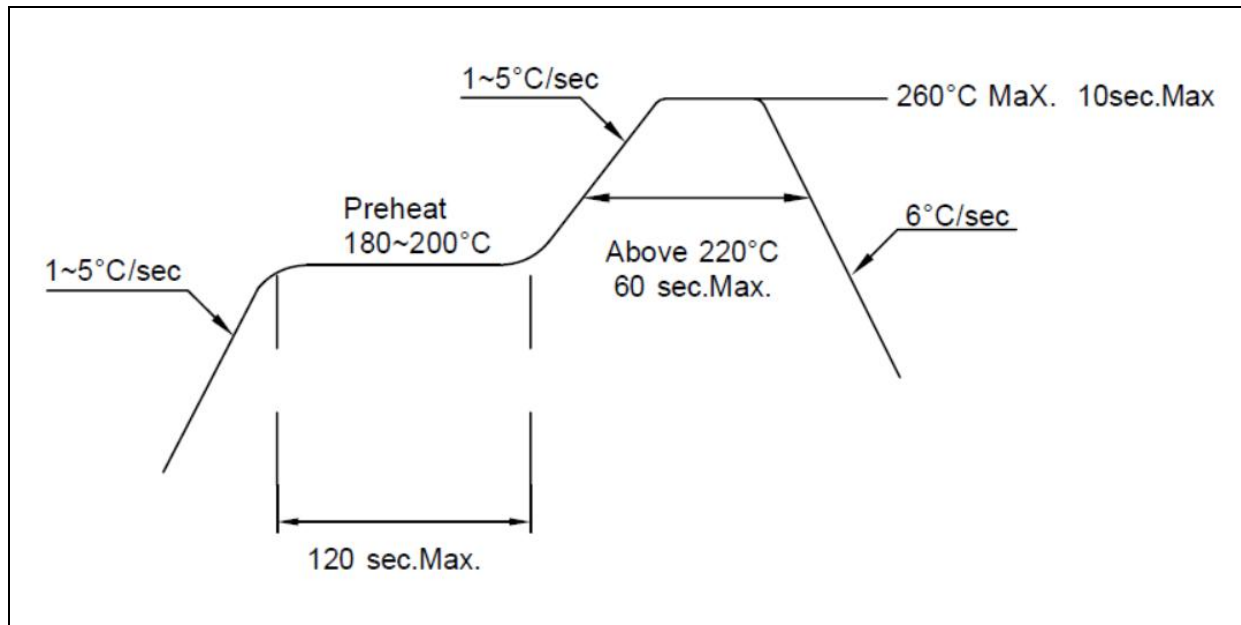 1~5°C/sec
260°C MaX. 10sec.Max
Preheat
180~200°C
6°C/sec
Above 220°C
60 sec.Max.
1~5°C/sec
120 sec.Max.